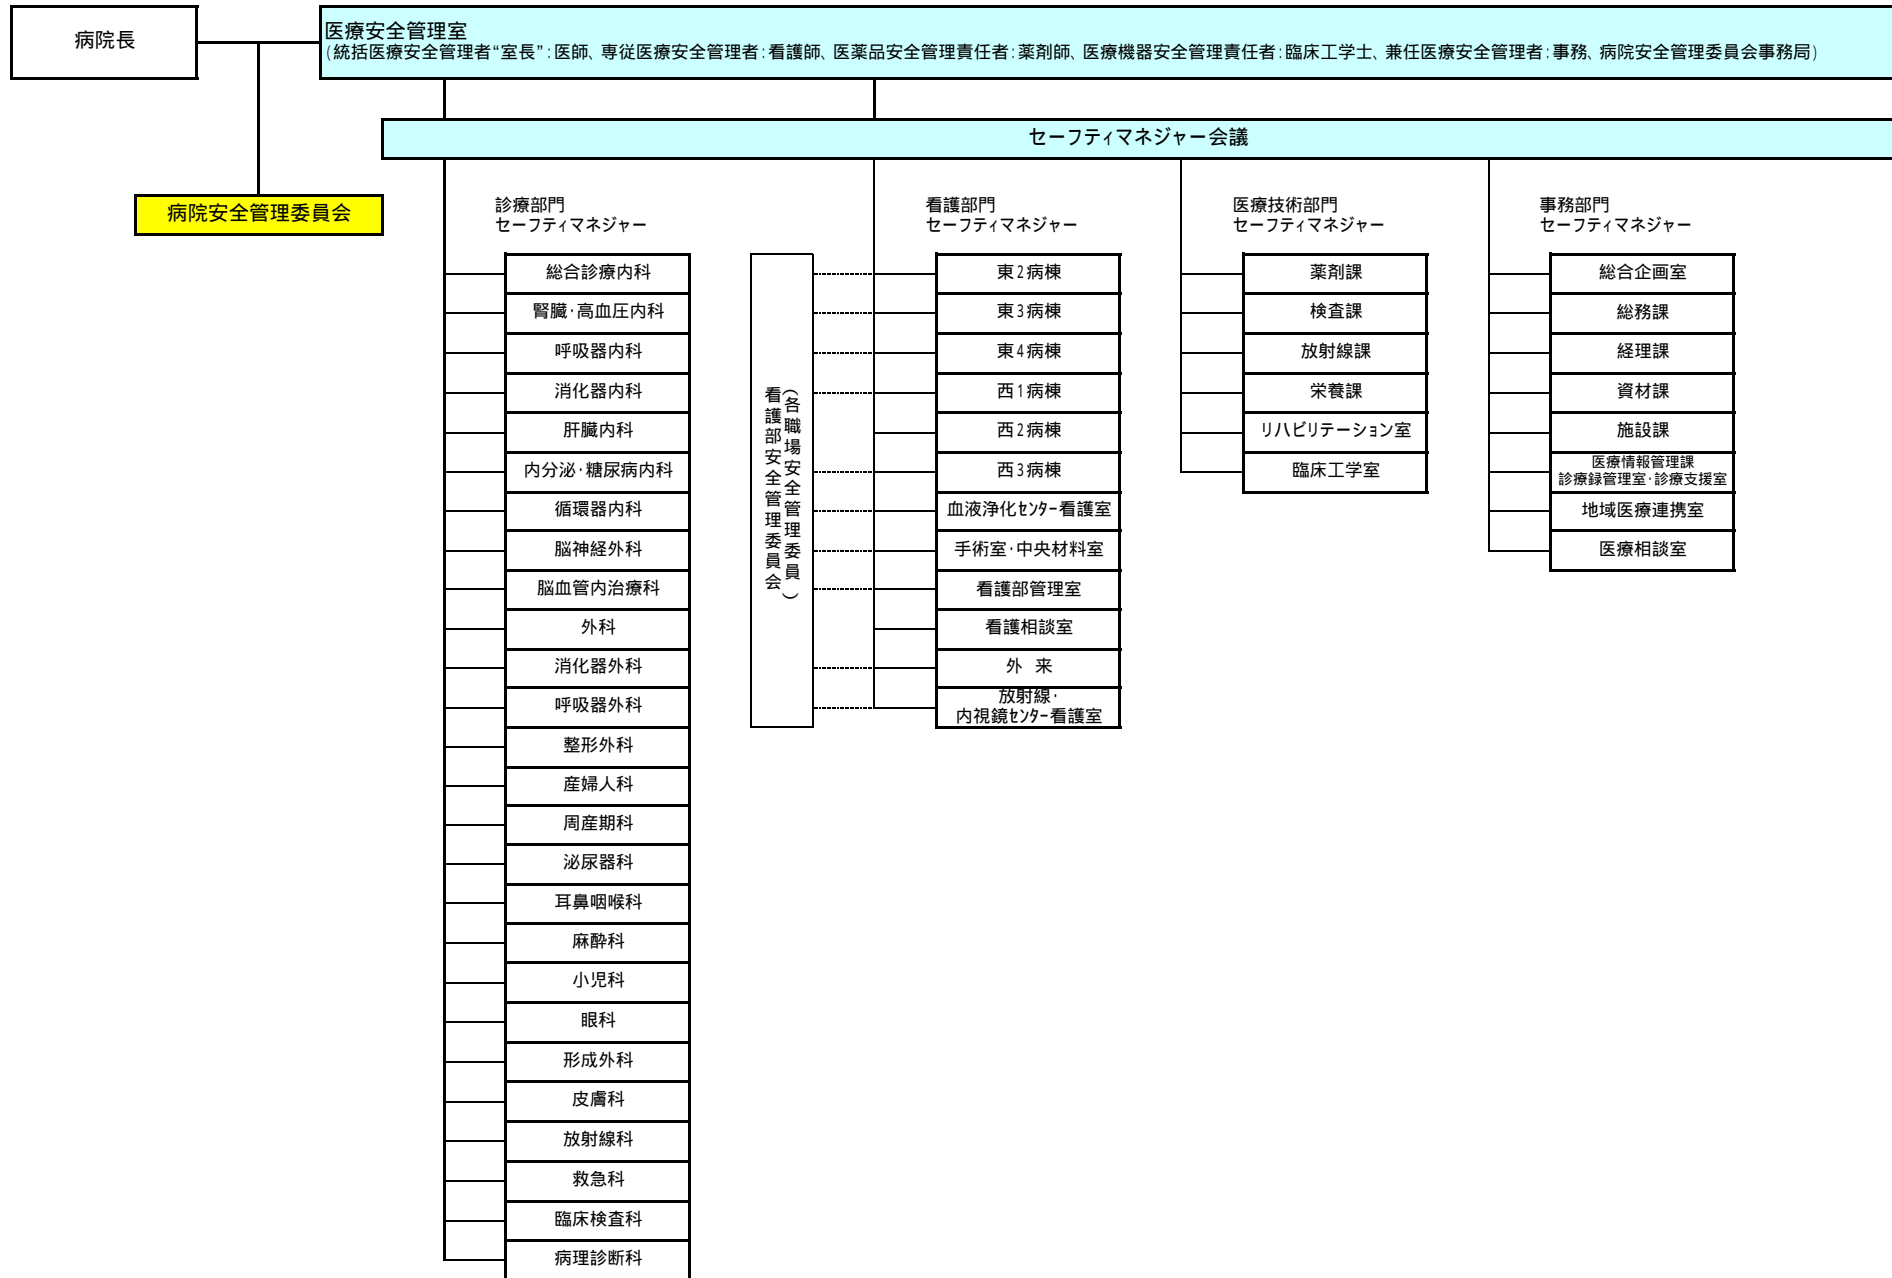 病院長
医療安全管理室
(統括医療安全管理者“室長”:医師、専従医療安全管理者:看護師、医薬品安全管理責任者:薬剤師、医療機器安全管理責任者:臨床工学士、兼任医療安全管理者:事務、病院安全管理委員会事務局)
セーフティマネジャー会議
病院安全管理委員会
診療部門
セーフティマネジャー
総合診療内科
腎臓・高血圧内科
呼吸器内科
消化器内科
肝臓内科
内分泌・糖尿病内科
循環器内科
脳神経外科
脳血管内治療科
外科
消化器外科
呼吸器外科
整形外科
産婦人科
周産期科
泌尿器科
耳鼻咽喉科
麻酔科
小児科
眼科
形成外科
皮膚科
放射線科
救急科
臨床検査科
病理診断科
看護部安全管理委員会
(各職場安全管理委員)
看護部門
セーフティマネジャー
東2病棟
東3病棟
東4病棟
西1病棟
西2病棟
西3病棟
血液浄化センター看護室
手術室・中央材料室
看護部管理室
看護相談室
外 来
放射線・
内視鏡センター看護室
医療技術部門
セーフティマネジャー
薬剤課
検査課
放射線課
栄養課
リハビリテーション室
臨床工学室
事務部門
セーフティマネジャー
総合企画室
総務課
経理課
資材課
施設課
医療情報管理課
診療録管理室・診療支援室
地域医療連携室
医療相談室